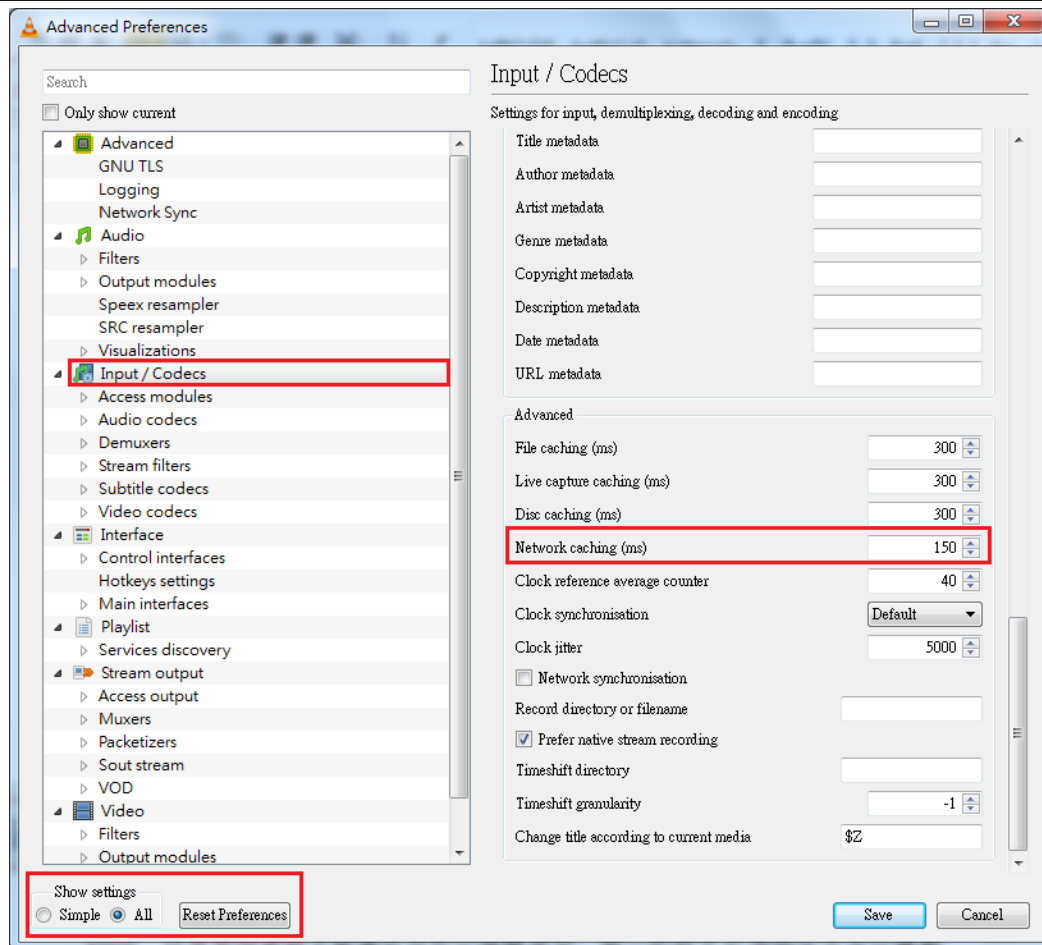 Advanced Preferences
Search
Only show current
Advanced
GNU TLS
Logging
Network Sync
Audio
Filters
Output modules
Speex resampler
SRC resampler
Visualizations
Input / Codecs
Access modules
Audio codecs
Demuxers
Stream filters
Subtitle codecs
Video codecs
Interface
Control interfaces
Hotkeys settings
Main interfaces
Playlist
Services discovery
Stream output
Access output
Muxers
Packetizers
Sout stream
VOD
Video
Filters
Output modules
Show settings
Simple All Reset Preferences
Input / Codecs
Settings for input, demultiplexing, decoding and encoding
Title metadata
Author metadata
Artist metadata
Genre metadata
Copyright metadata
Description metadata
Date metadata
URL metadata
Advanced
File caching (ms) 300
Live capture caching (ms) 300
Disc caching (ms) 300
Network caching (ms) 150
Clock reference average counter 40
Clock synchronisation Default
Clock jitter 5000
Network synchronisation
Record directory or filename
Prefer native stream recording
Timeshift directory
Timeshift granularity -1
Change title according to current media $Z
Save Cancel